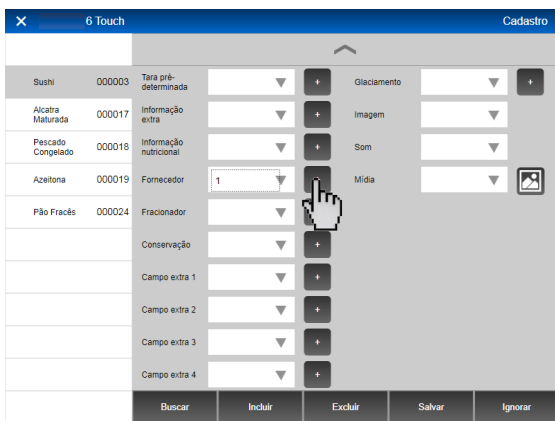 × 6 Touch Cadastro
Sushi 000003
Alcatra
Maturada 000017
Pescado
Congelado 000018
Azeitona 000019
Pão Fracês 000024
Tara pré-
determinada +
Informação
extra +
Informação
nutricional +
Fornecedor 1
Fracionador
Conservação +
Campo extra 1 +
Campo extra 2 +
Campo extra 3 +
Campo extra 4 +
Glaciamento +
Imagem
Som
Mídia
Buscar Incluir Excluir Salvar Ignorar